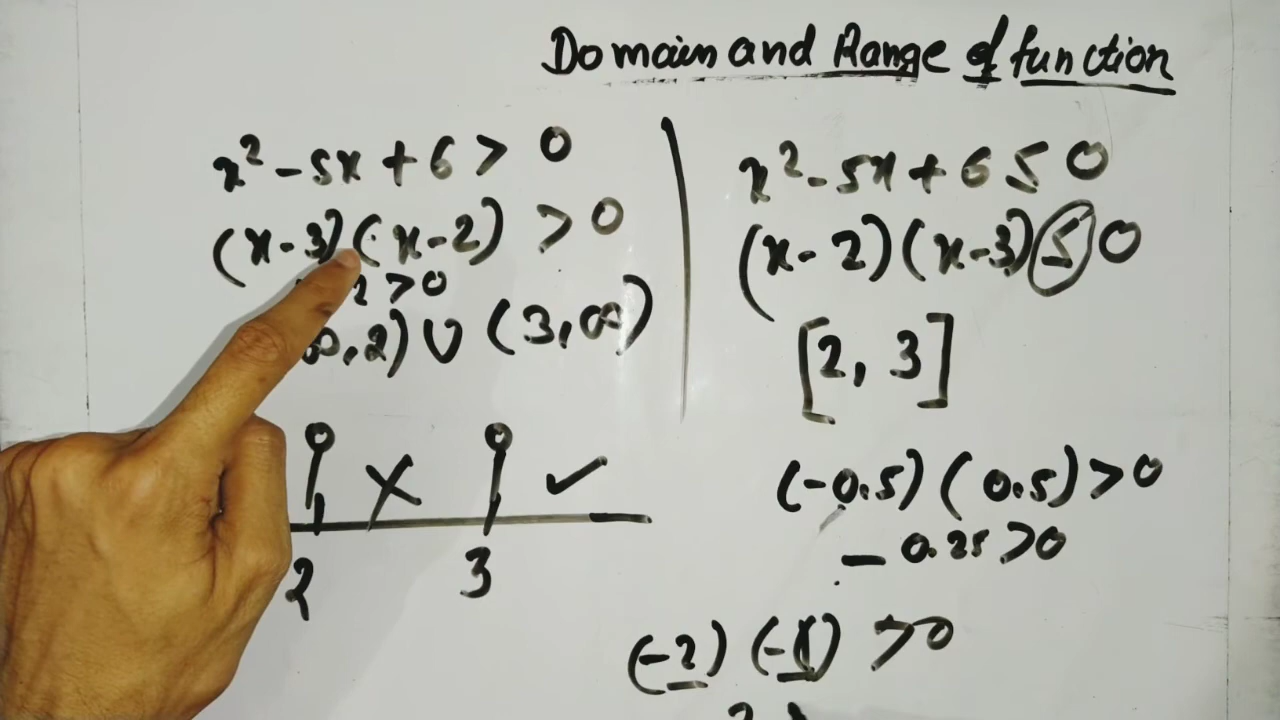 Domain and Range of function
x² - 5x + 6 > 0
(x-3)(x-2) > 0
2 > 0
∞, 2) ∪ (3, ∞)
2 3
x² - 5x + 6 ≤ 0
(x-2)(x-3) ≤ 0
[2, 3]
(-0.5)(0.5) > 0
- 0.25 > 0
(-2)(-1) > 0